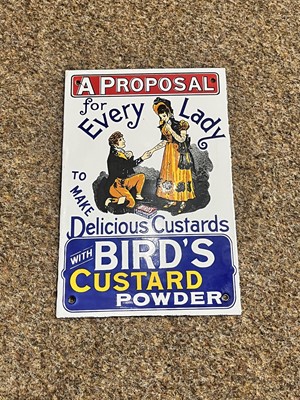 A PROPOSAL
for
Every Lady
TO
MAKE
Delicious Custards
WITH BIRD'S
CUSTARD
POWDER